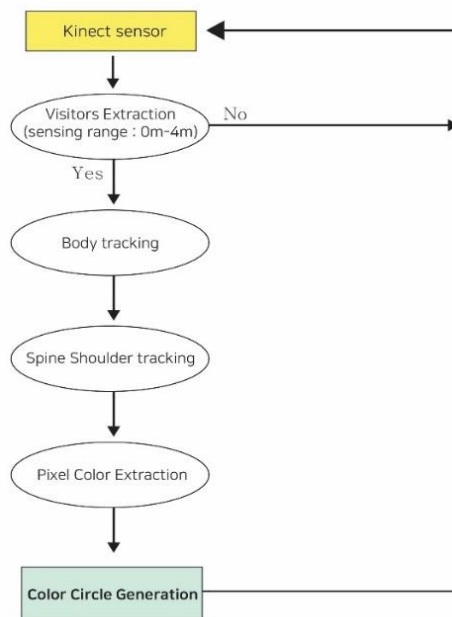 Kinect sensor
Visitors Extraction
(sensing range : 0m-4m)
No
Yes
Body tracking
Spine Shoulder tracking
Pixel Color Extraction
Color Circle Generation